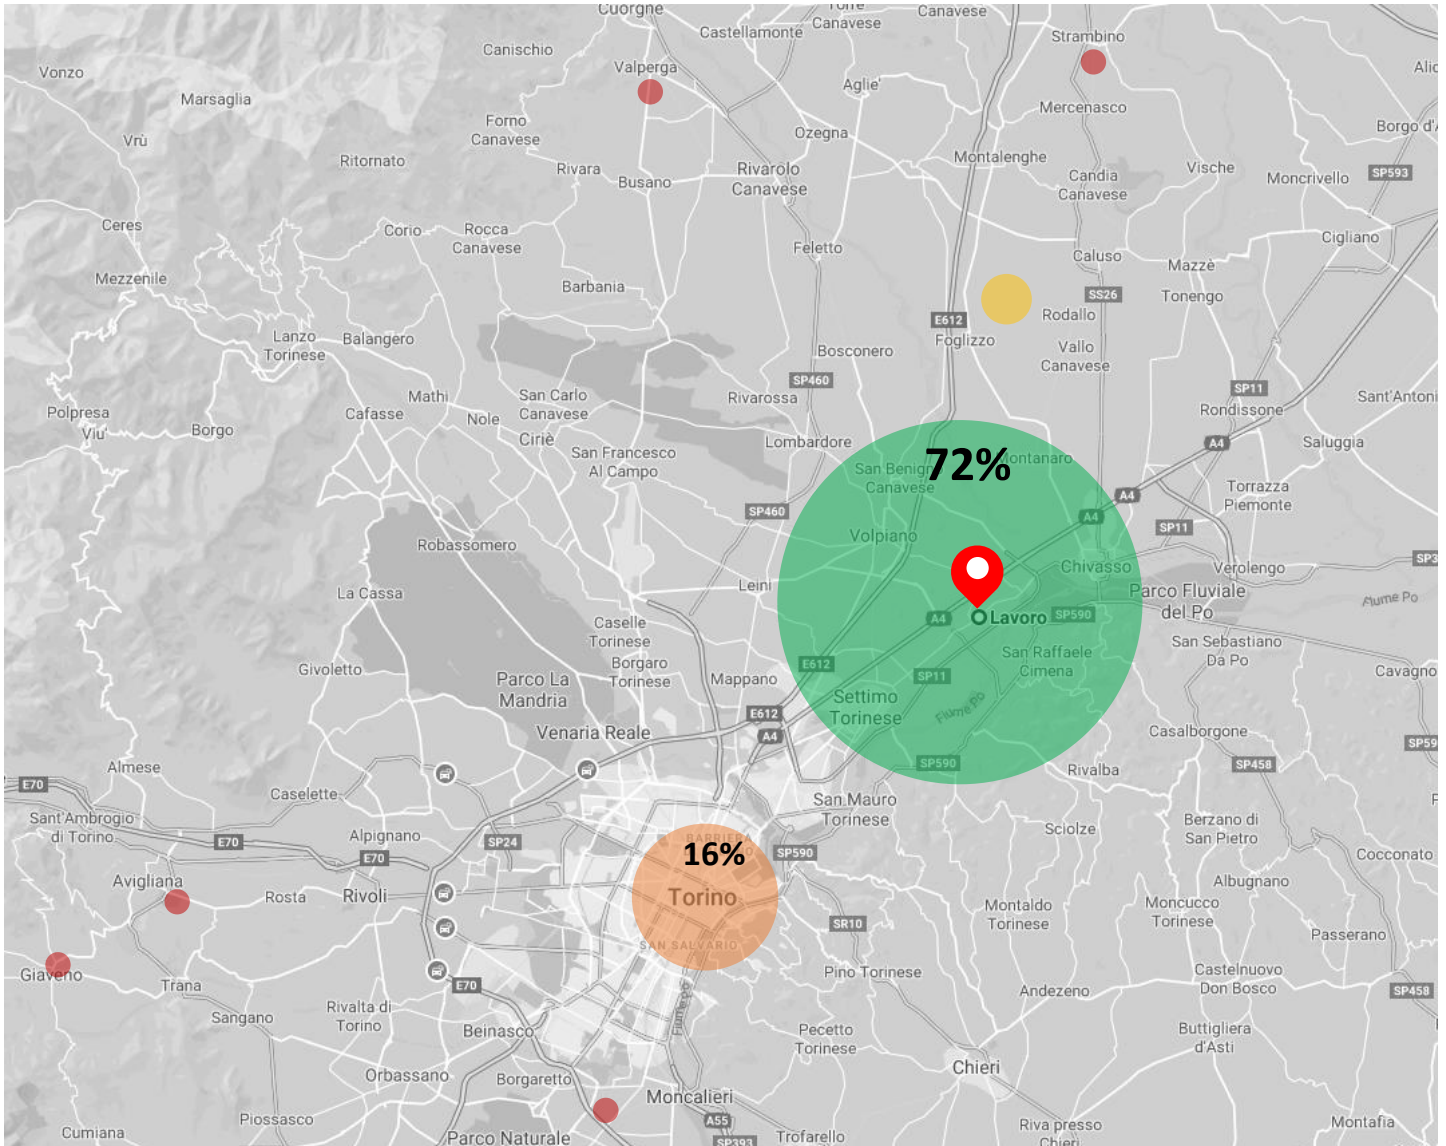 Cuorgnè
Canavese
Torre
Canavese
Castellamonte
Strambino
Canischio
Valperga
Vonzo
Marsaglia
Aglie'
Mercenasco
Forno
Canavese
Ozegna
Vrù
Ritornato
Montalenghe
Rivara
Busano
Rivarolo
Canavese
Candia
Canavese
Vische
Moncrivello
SP593
Ceres
Corio
Rocca
Canavese
Feletto
Cigliano
Caluso
Mazzè
Mezzenile
Barbania
SS26
Tonengo
E612
Rodallo
Foglizzo
Lanzo
Torinese
Balangero
Bosconero
Vallo
Canavese
SP460
SP11
Mathi
San Carlo
Canavese
Rivarossa
Sant'Antoni
Polpresa
Viu'
Cafasse
Nole
Rondissone
Borgo
Ciriè
Lombardore
A4
Saluggia
San Francesco
Al Campo
72%
Montanaro
San Benigno
Canavese
Torrazza
Piemonte
A4
SP460
A4
SP11
Robassomero
Volpiano
Chivasso
Verolengo
Leini
La Cassa
Parco Fluviale
del Po
Fiume Po
A4
Lavoro
SP590
Caselle
Torinese
San Sebastiano
Da Po
Givoletto
Borgaro
Torinese
E612
San Raffaele
Cimena
Cavagno
Parco La
Mandria
Mappano
SP11
Settimo
Torinese
Fiume Po
E612
Venaria Reale
A4
Casalborgone
SP590
Rivalba
SP458
Almese
E70
Caselette
San Mauro
Torinese
Sant'Ambrogio
di Torino
E70
Alpignano
E70
SP24
BARRIERA
16%
SP590
Sciolze
Berzano di
San Pietro
Cocconato
Avigliana
Rosta
Rivoli
Torino
Albugnano
Montaldo
Torinese
Moncucco
Torinese
SR10
Passerano
SAN SALVARIO
Giaveno
Trana
E70
Pino Torinese
Castelnuovo
Don Bosco
Andezeno
SP458
Sangano
Rivalta di
Torino
Fiume Po
Beinasco
Pecetto
Torinese
Buttigliera
d'Asti
Chieri
Orbassano
Borgaretto
Moncalieri
Piossasco
A55
Riva presso
Chieri
Montafia
Cumiana
Parco Naturale
SP393
Trofarello